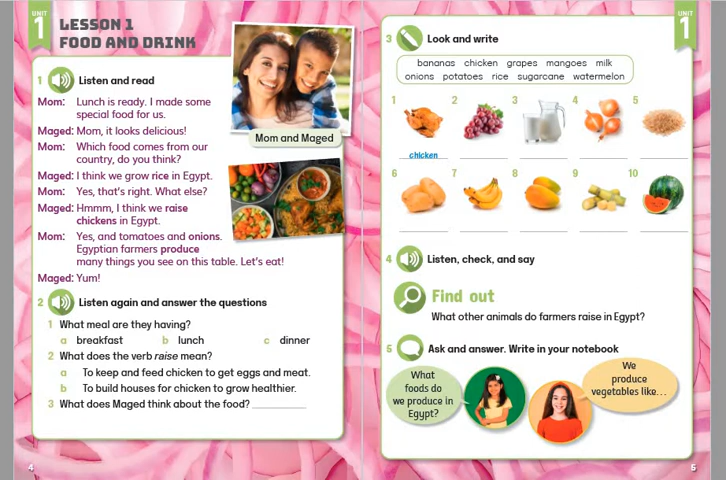 UNIT
1
LESSON 1
FOOD AND DRINK
1 Listen and read
Mom: Lunch is ready. I made some
special food for us.
Maged: Mom, it looks delicious!
Mom: Which food comes from our
country, do you think?
Maged: I think we grow rice in Egypt.
Mom: Yes, that's right. What else?
Maged: Hmmm, I think we raise
chickens in Egypt.
Mom: Yes, and tomatoes and onions.
Egyptian farmers produce
many things you see on this table. Let's eat!
Maged: Yum!
Mom and Maged
2 Listen again and answer the questions
1 What meal are they having?
a breakfast b lunch c dinner
2 What does the verb raise mean?
a To keep and feed chicken to get eggs and meat.
b To build houses for chicken to grow healthier.
3 What does Maged think about the food? ________
4
UNIT
1
3 Look and write
bananas chicken grapes mangoes milk
onions potatoes rice sugarcane watermelon
1 2 3 4 5
chicken
6 7 8 9 10
4 Listen, check, and say
Find out
What other animals do farmers raise in Egypt?
5 Ask and answer. Write in your notebook
What
foods do
we produce in
Egypt?
We
produce
vegetables like...
5